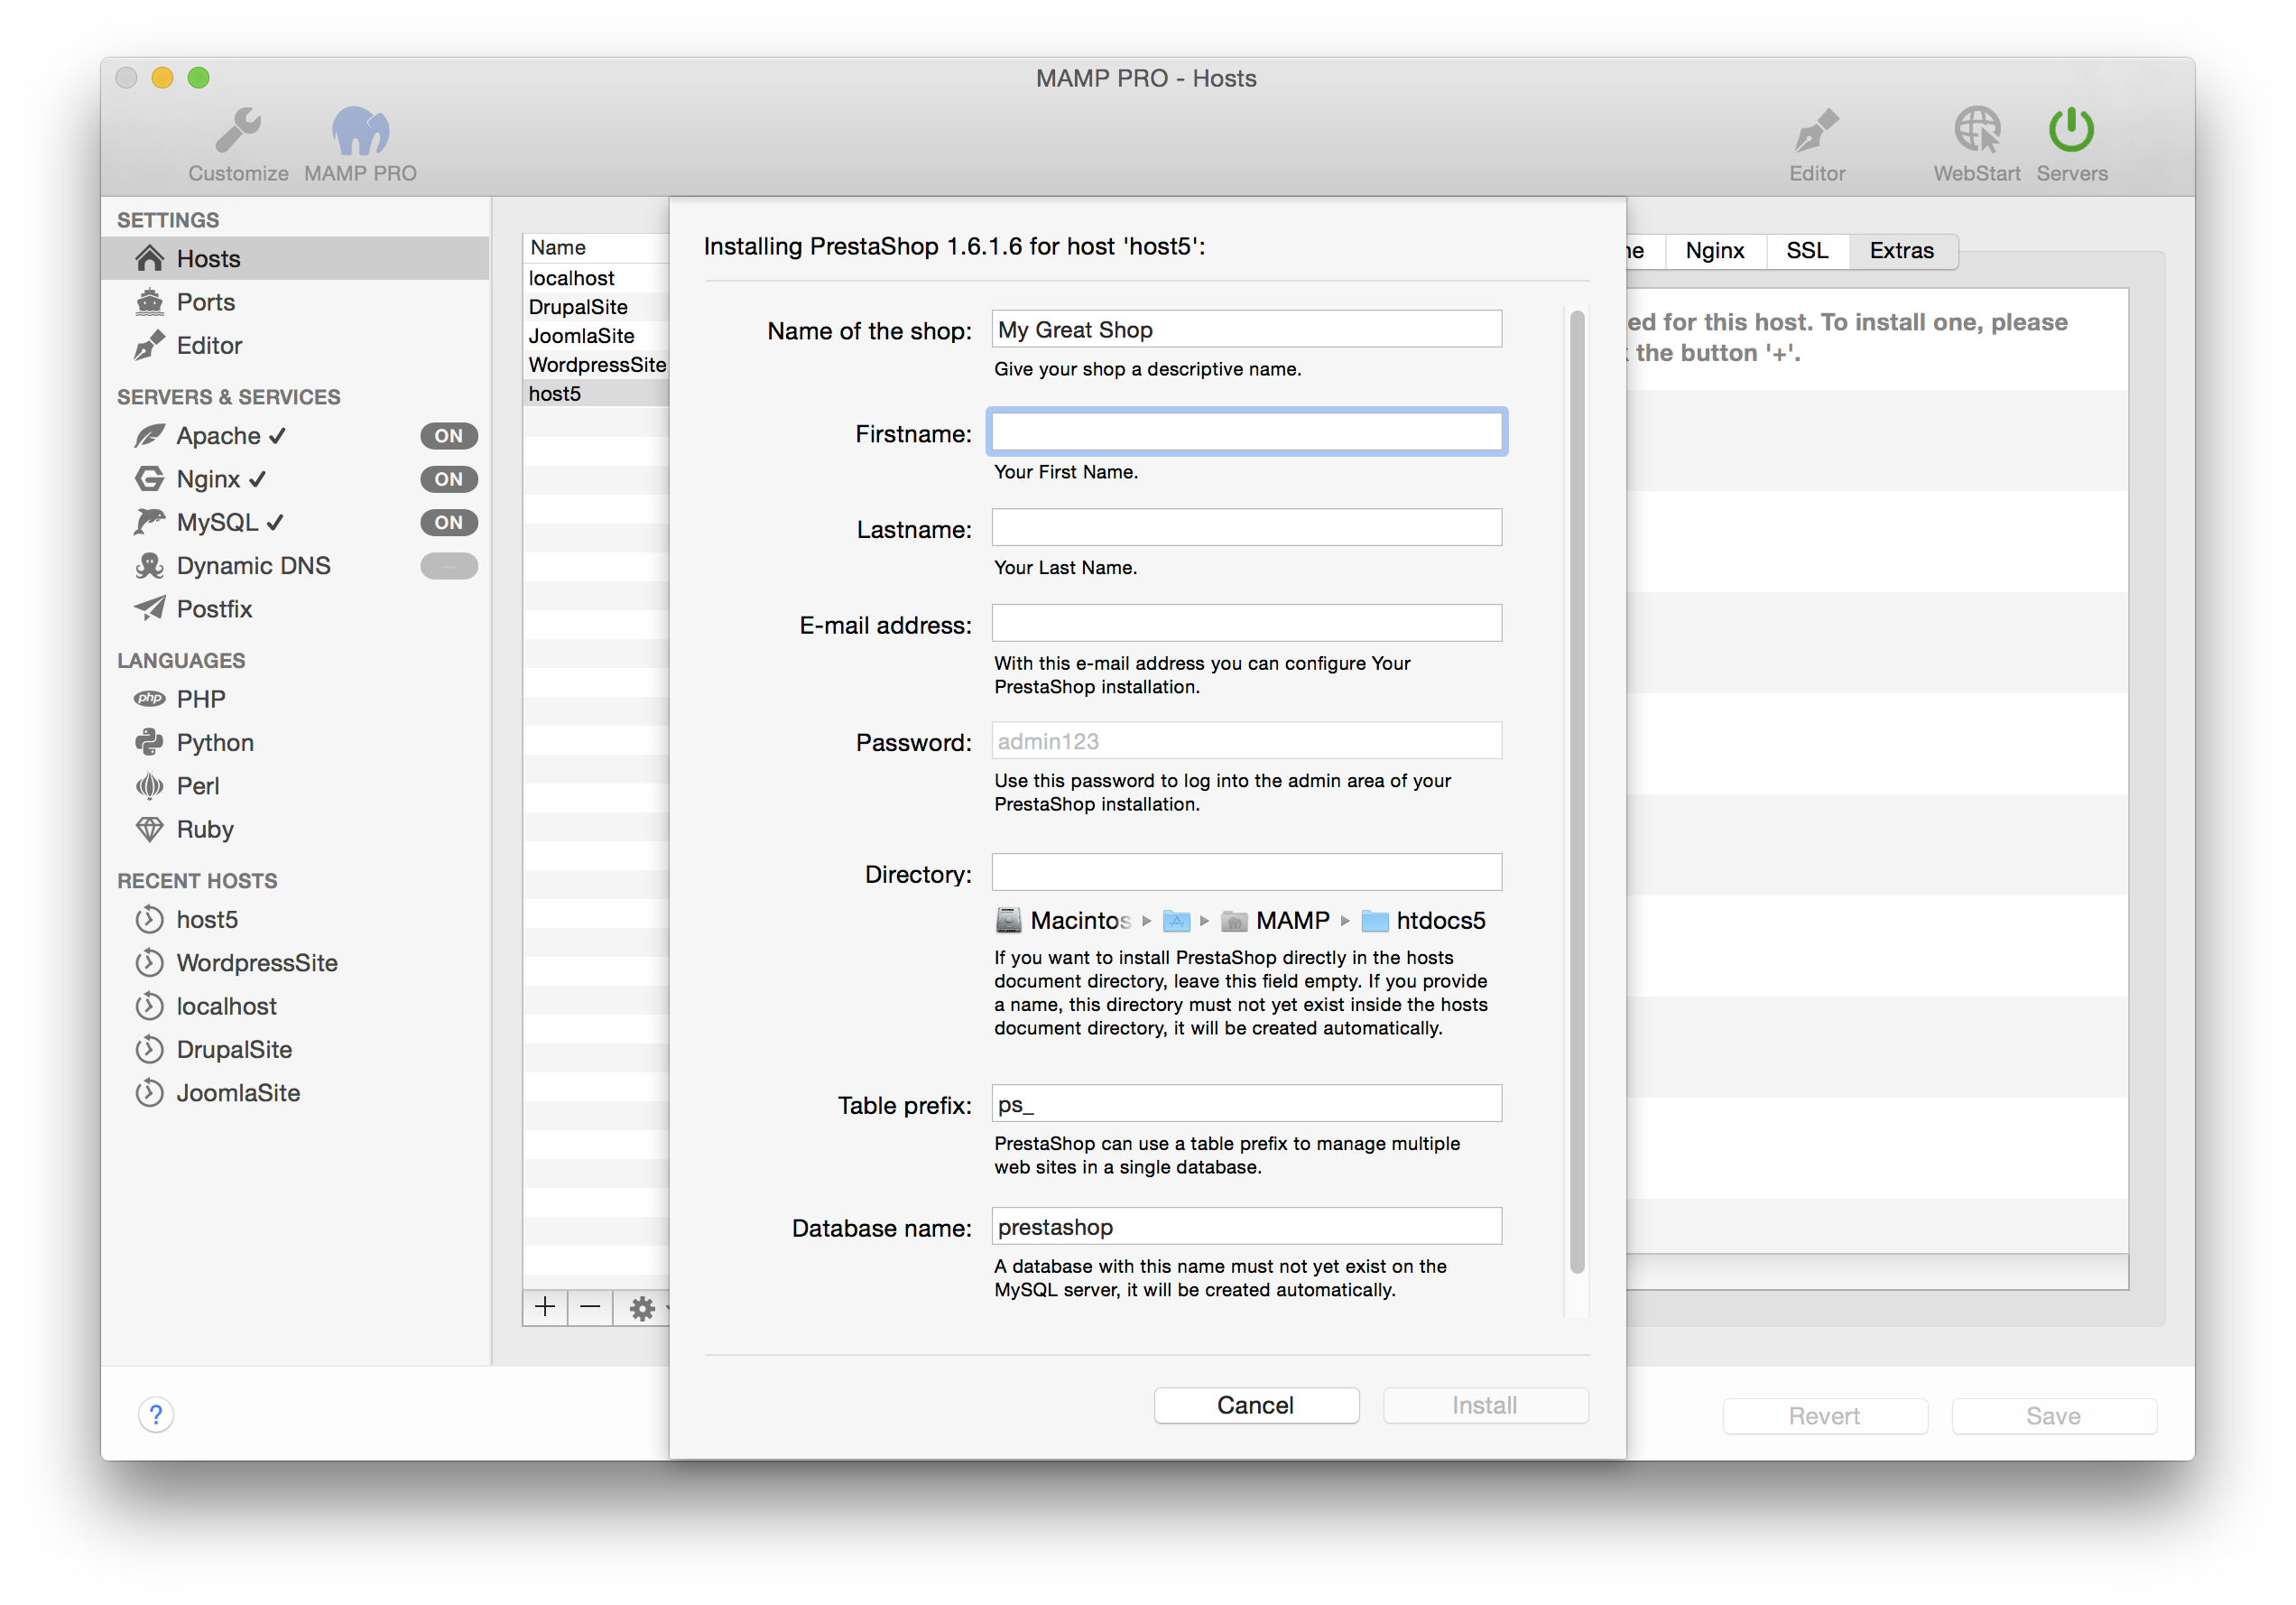 MAMP PRO - Hosts
Customize
MAMP PRO
Editor
WebStart
Servers
SETTINGS
Hosts
Ports
Editor
SERVERS & SERVICES
Apache ✓ ON
Nginx ✓ ON
MySQL ✓ ON
Dynamic DNS
Postfix
LANGUAGES
php PHP
Python
Perl
Ruby
RECENT HOSTS
host5
WordpressSite
localhost
DrupalSite
JoomlaSite
Name
localhost
DrupalSite
JoomlaSite
WordpressSite
host5
Installing PrestaShop 1.6.1.6 for host 'host5':
Name of the shop: My Great Shop
Give your shop a descriptive name.
Firstname:
Your First Name.
Lastname:
Your Last Name.
E-mail address:
With this e-mail address you can configure Your
PrestaShop installation.
Password: admin123
Use this password to log into the admin area of your
PrestaShop installation.
Directory:
Macintos ▸ ▸ MAMP ▸ htdocs5
If you want to install PrestaShop directly in the hosts
document directory, leave this field empty. If you provide
a name, this directory must not yet exist inside the hosts
document directory, it will be created automatically.
Table prefix: ps_
PrestaShop can use a table prefix to manage multiple
web sites in a single database.
Database name: prestashop
A database with this name must not yet exist on the
MySQL server, it will be created automatically.
Cancel
Install
Nginx
SSL
Extras
ed for this host. To install one, please
the button '+'.
?
Revert
Save